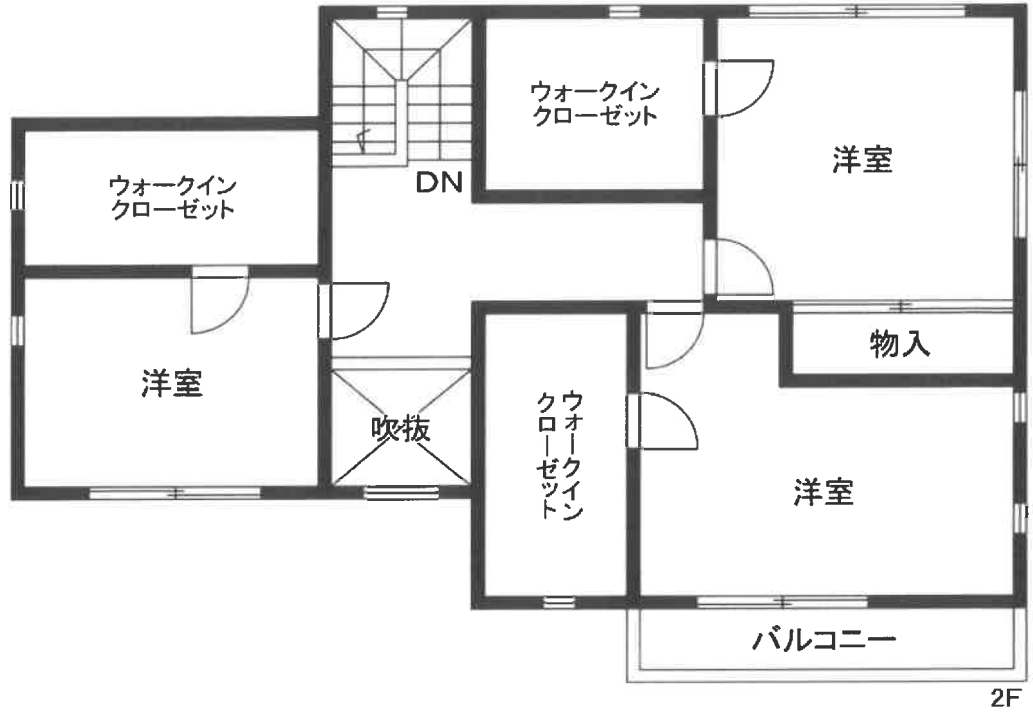 ウォークイン
クローゼット
洋室
DN
ウォークイン
クローゼット
洋室
吹抜
物入
ウォークイン
クローゼット
洋室
バルコニー
2F